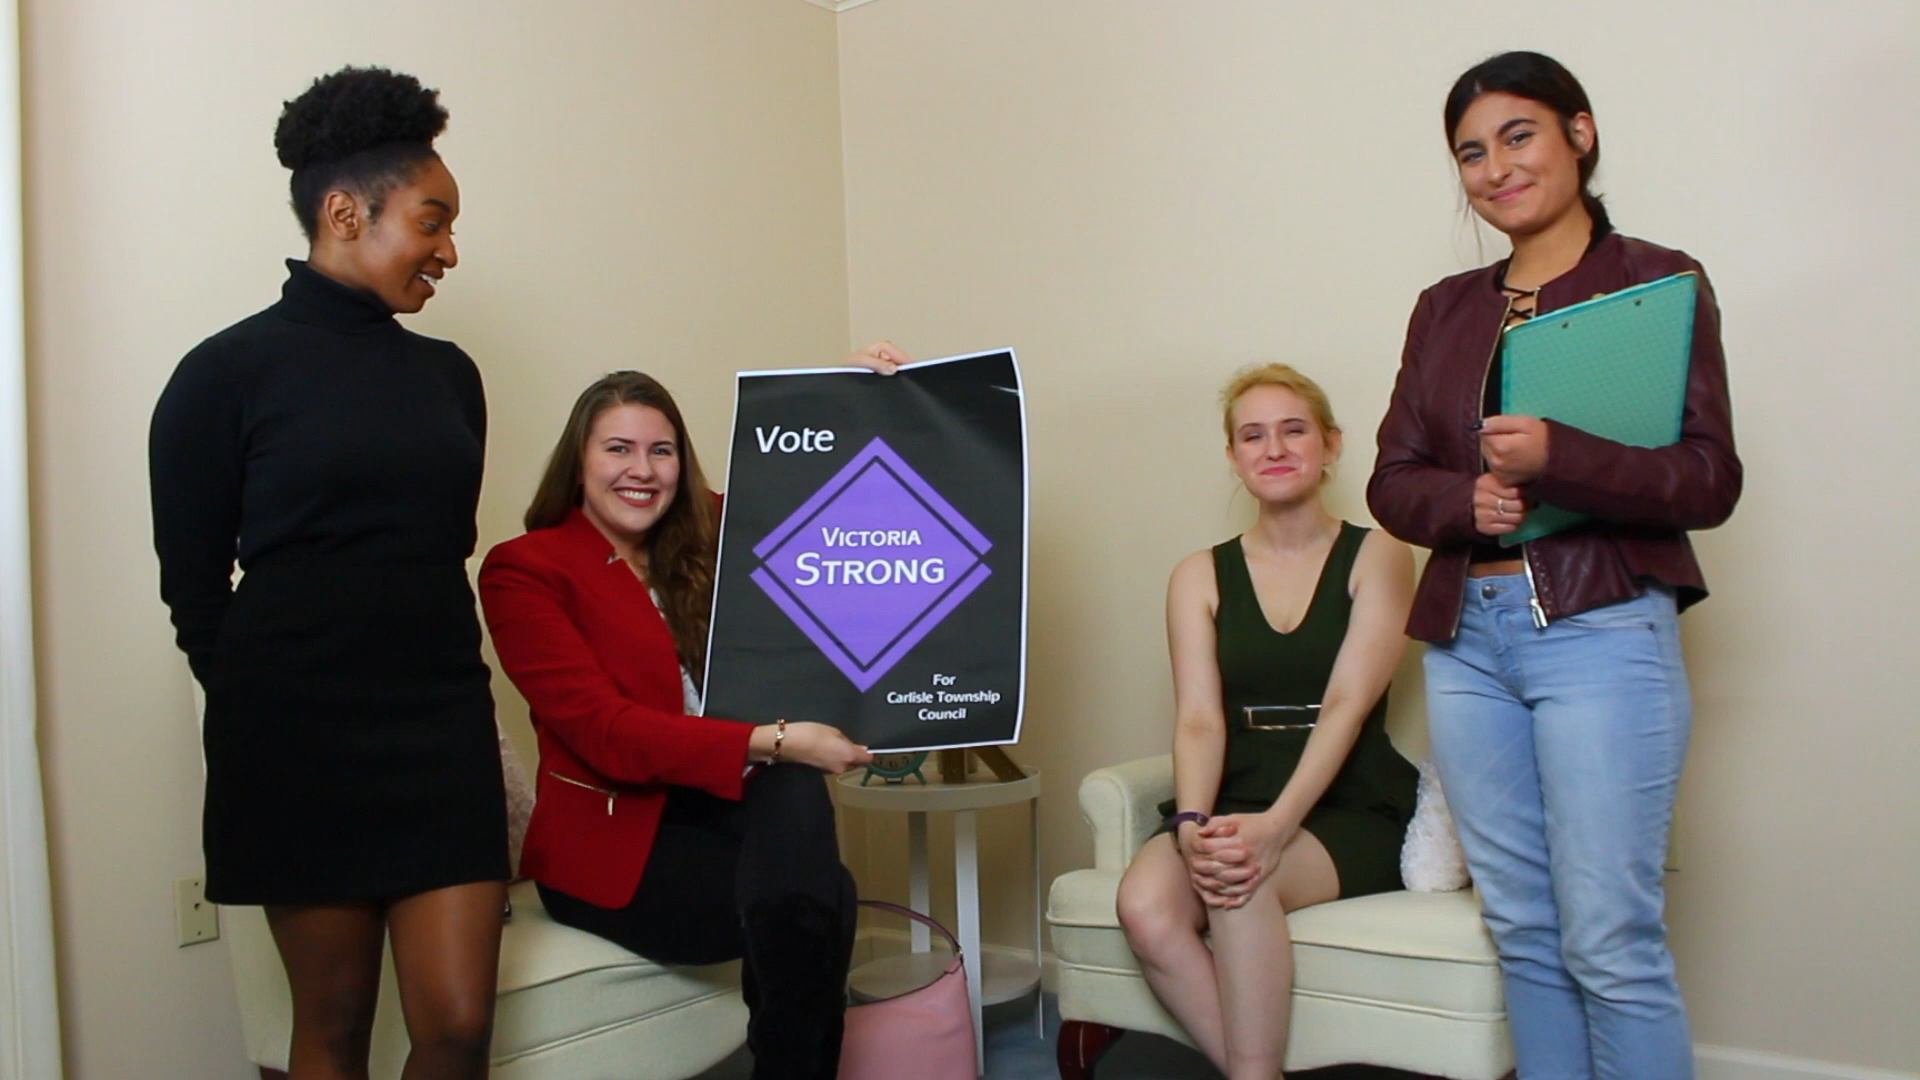 Vote
VICTORIA
STRONG
For
Carlisle Township
Council